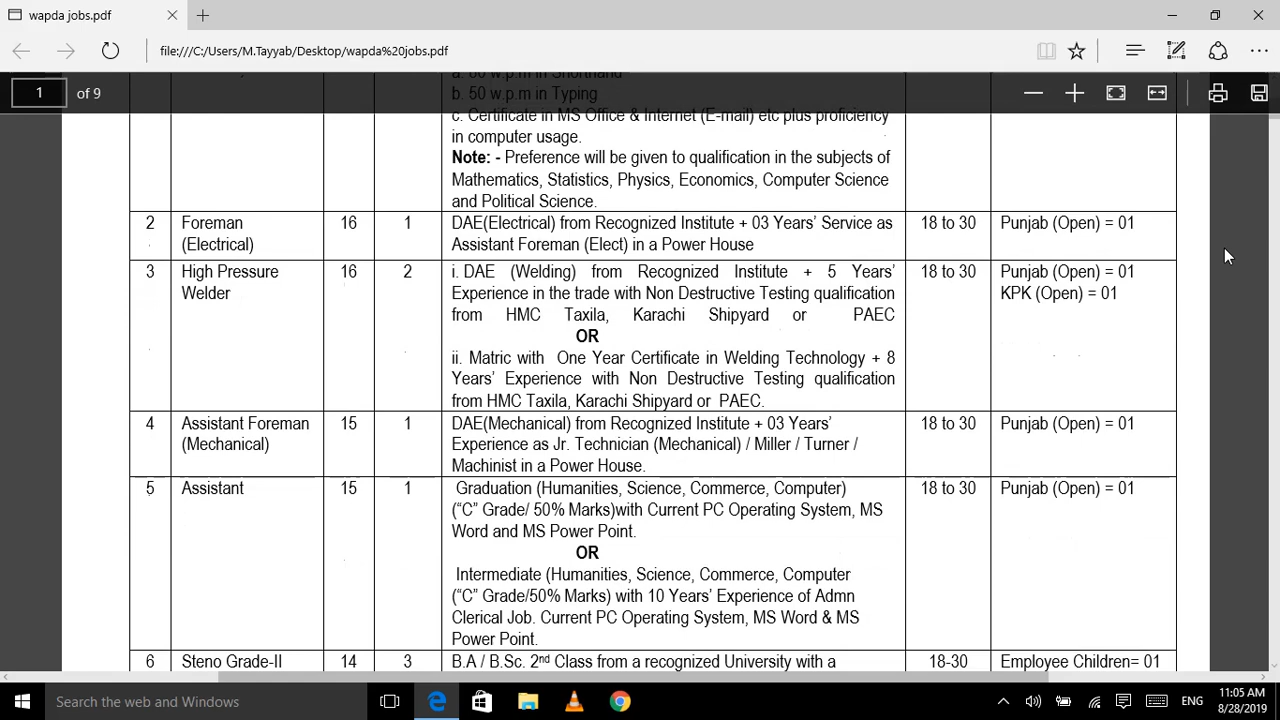 wapda jobs.pdf
file:///C:/Users/M.Tayyab/Desktop/wapda%20jobs.pdf
1 of 9
b. 50 w.p.m in Typing
c. Certificate in MS Office & Internet (E-mail) etc plus proficiency
in computer usage.
Note: - Preference will be given to qualification in the subjects of
Mathematics, Statistics, Physics, Economics, Computer Science
and Political Science.
2 Foreman 16 1 DAE(Electrical) from Recognized Institute + 03 Years’ Service as 18 to 30 Punjab (Open) = 01
(Electrical) Assistant Foreman (Elect) in a Power House
3 High Pressure 16 2 i. DAE (Welding) from Recognized Institute + 5 Years’ 18 to 30 Punjab (Open) = 01
Welder Experience in the trade with Non Destructive Testing qualification KPK (Open) = 01
from HMC Taxila, Karachi Shipyard or PAEC
OR
ii. Matric with One Year Certificate in Welding Technology + 8
Years’ Experience with Non Destructive Testing qualification
from HMC Taxila, Karachi Shipyard or PAEC.
4 Assistant Foreman 15 1 DAE(Mechanical) from Recognized Institute + 03 Years’ 18 to 30 Punjab (Open) = 01
(Mechanical) Experience as Jr. Technician (Mechanical) / Miller / Turner /
Machinist in a Power House.
5 Assistant 15 1 Graduation (Humanities, Science, Commerce, Computer) 18 to 30 Punjab (Open) = 01
(“C” Grade/ 50% Marks)with Current PC Operating System, MS
Word and MS Power Point.
OR
Intermediate (Humanities, Science, Commerce, Computer
(“C” Grade/50% Marks) with 10 Years’ Experience of Admn
Clerical Job. Current PC Operating System, MS Word & MS
Power Point.
6 Steno Grade-II 14 3 B.A / B.Sc. 2nd Class from a recognized University with a 18-30 Employee Children= 01
Search the web and Windows
ENG
11:05 AM
8/28/2019